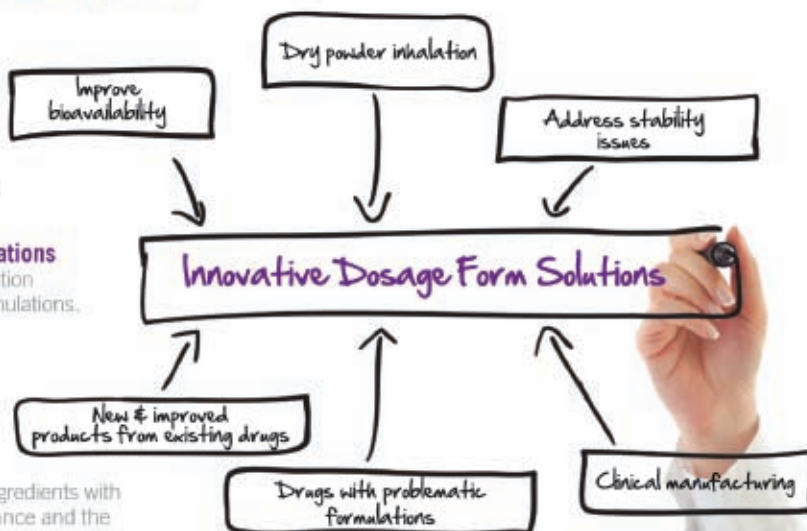 Dry powder inhalation
Improve
bioavailability
Address stability
issues
ations
tion
nulations.
Innovative Dosage Form Solutions
New & improved
products from existing drugs
gredients with
ance and the
Drugs with problematic
formulations
Clinical manufacturing